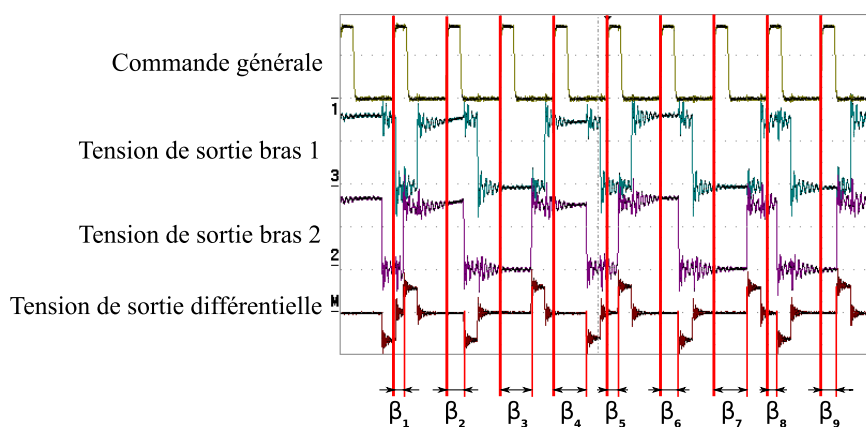 Commande générale
1
Tension de sortie bras 1
3
Tension de sortie bras 2
2
Tension de sortie différentielle
M
β1 β2 β3 β4 β5 β6 β7 β8 β9